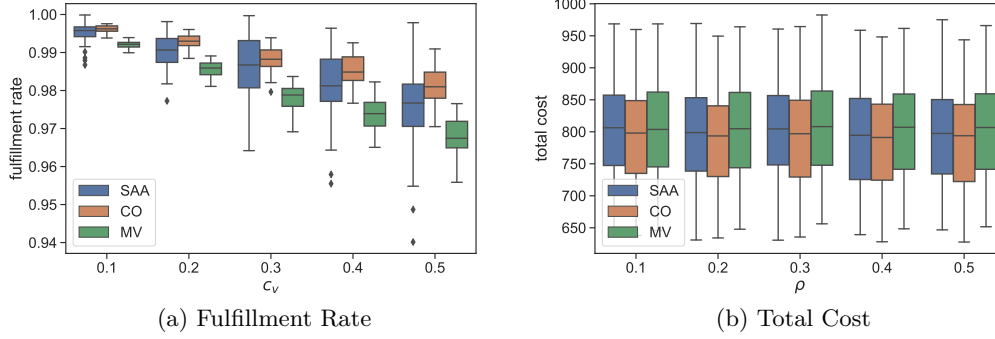 1.00
0.99
0.98
0.97
0.96
0.95
0.94
fulfillment rate
SAA
CO
MV
0.1 0.2 0.3 0.4 0.5
c_v
(a) Fulfillment Rate
1000
950
900
850
800
750
700
650
total cost
SAA
CO
MV
0.1 0.2 0.3 0.4 0.5
ρ
(b) Total Cost